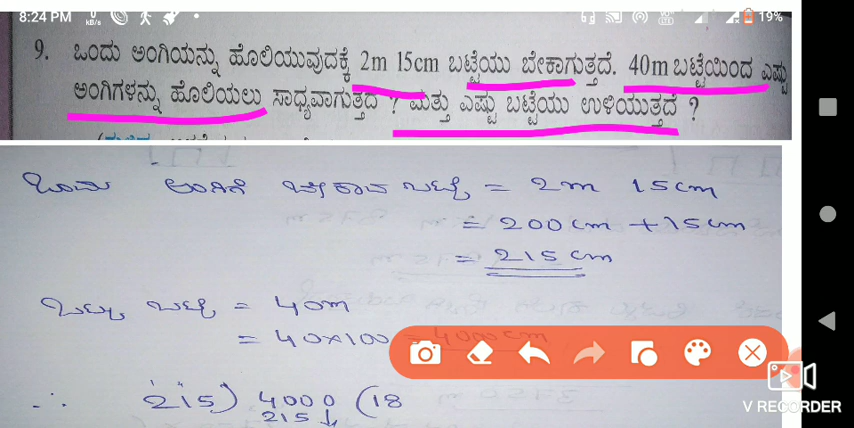 8:24 PM
kB/s
19%
9. ಒಂದು ಅಂಗಿಯನ್ನು ಹೊಲಿಯುವುದಕ್ಕೆ 2m 15cm ಬಟ್ಟೆಯು ಬೇಕಾಗುತ್ತದೆ. 40m ಬಟ್ಟೆಯಿಂದ ಎಷ್ಟು
ಅಂಗಿಗಳನ್ನು ಹೊಲಿಯಲು ಸಾಧ್ಯವಾಗುತ್ತದೆ ? ಮತ್ತು ಎಷ್ಟು ಬಟ್ಟೆಯು ಉಳಿಯುತ್ತದೆ ?
ಒಂದು ಅಂಗಿಗೆ ಬೇಕಾದ ಬಟ್ಟೆ = 2m 15cm
= 200cm + 15cm
= 215cm
ಒಟ್ಟು ಬಟ್ಟೆ = 40m
= 40×100 = 4000cm
∴ 215) 4000 (18
215↓
V RECORDER